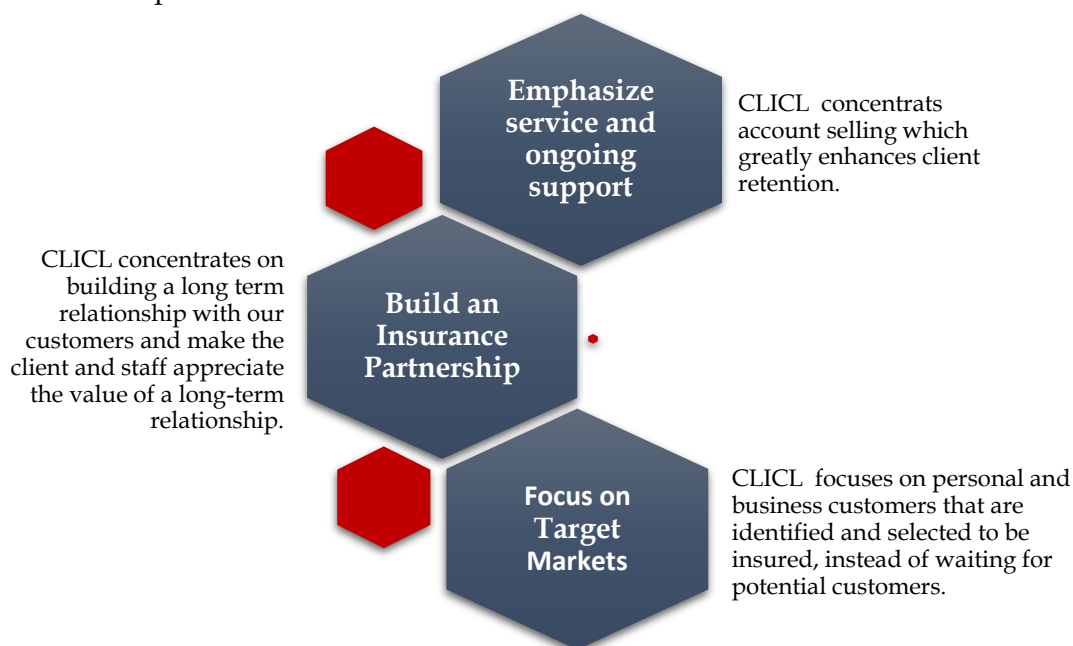 Emphasize
service and
ongoing
support
CLICL concentrats
account selling which
greatly enhances client
retention.
CLICL concentrates on
building a long term
relationship with our
customers and make the
client and staff appreciate
the value of a long-term
relationship.
Build an
Insurance
Partnership
Focus on
Target
Markets
CLICL focuses on personal and
business customers that are
identified and selected to be
insured, instead of waiting for
potential customers.